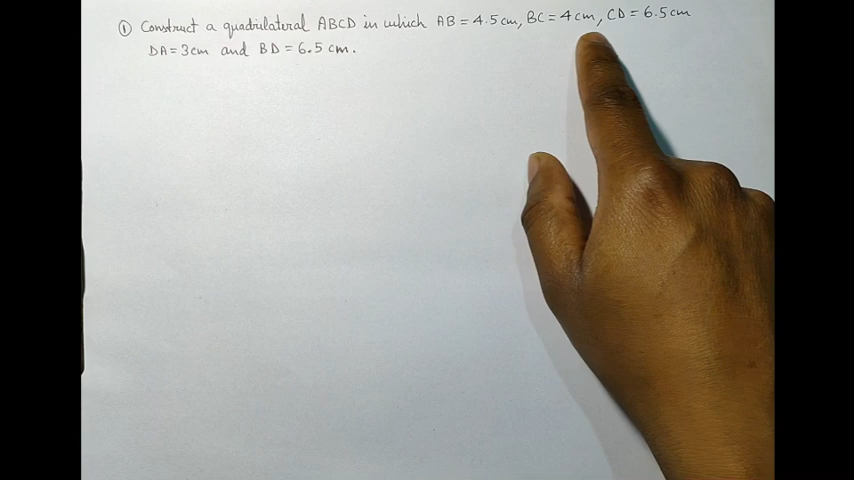 ① Construct a quadrilateral ABCD in which AB = 4.5 cm, BC = 4 cm, CD = 6.5 cm
DA = 3 cm and BD = 6.5 cm.